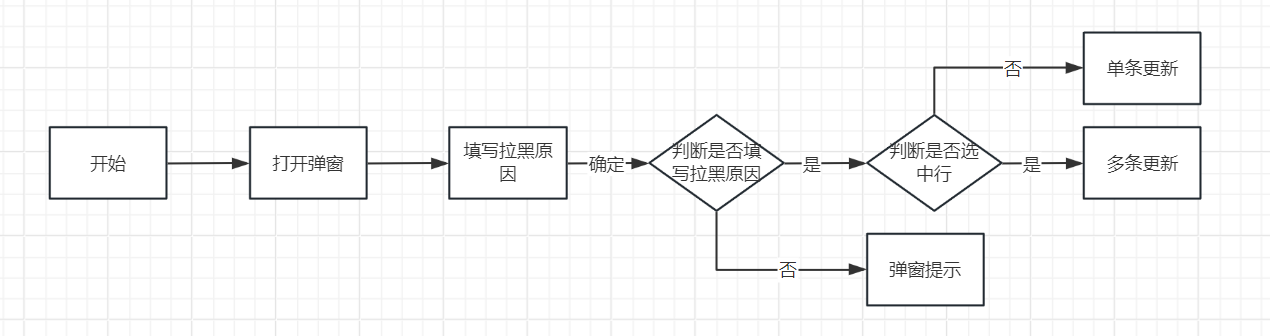 否
单条更新
开始
打开弹窗
填写拉黑原
因
确定
判断是否填
写拉黑原因
是
判断是否选
中行
是
多条更新
否
弹窗提示